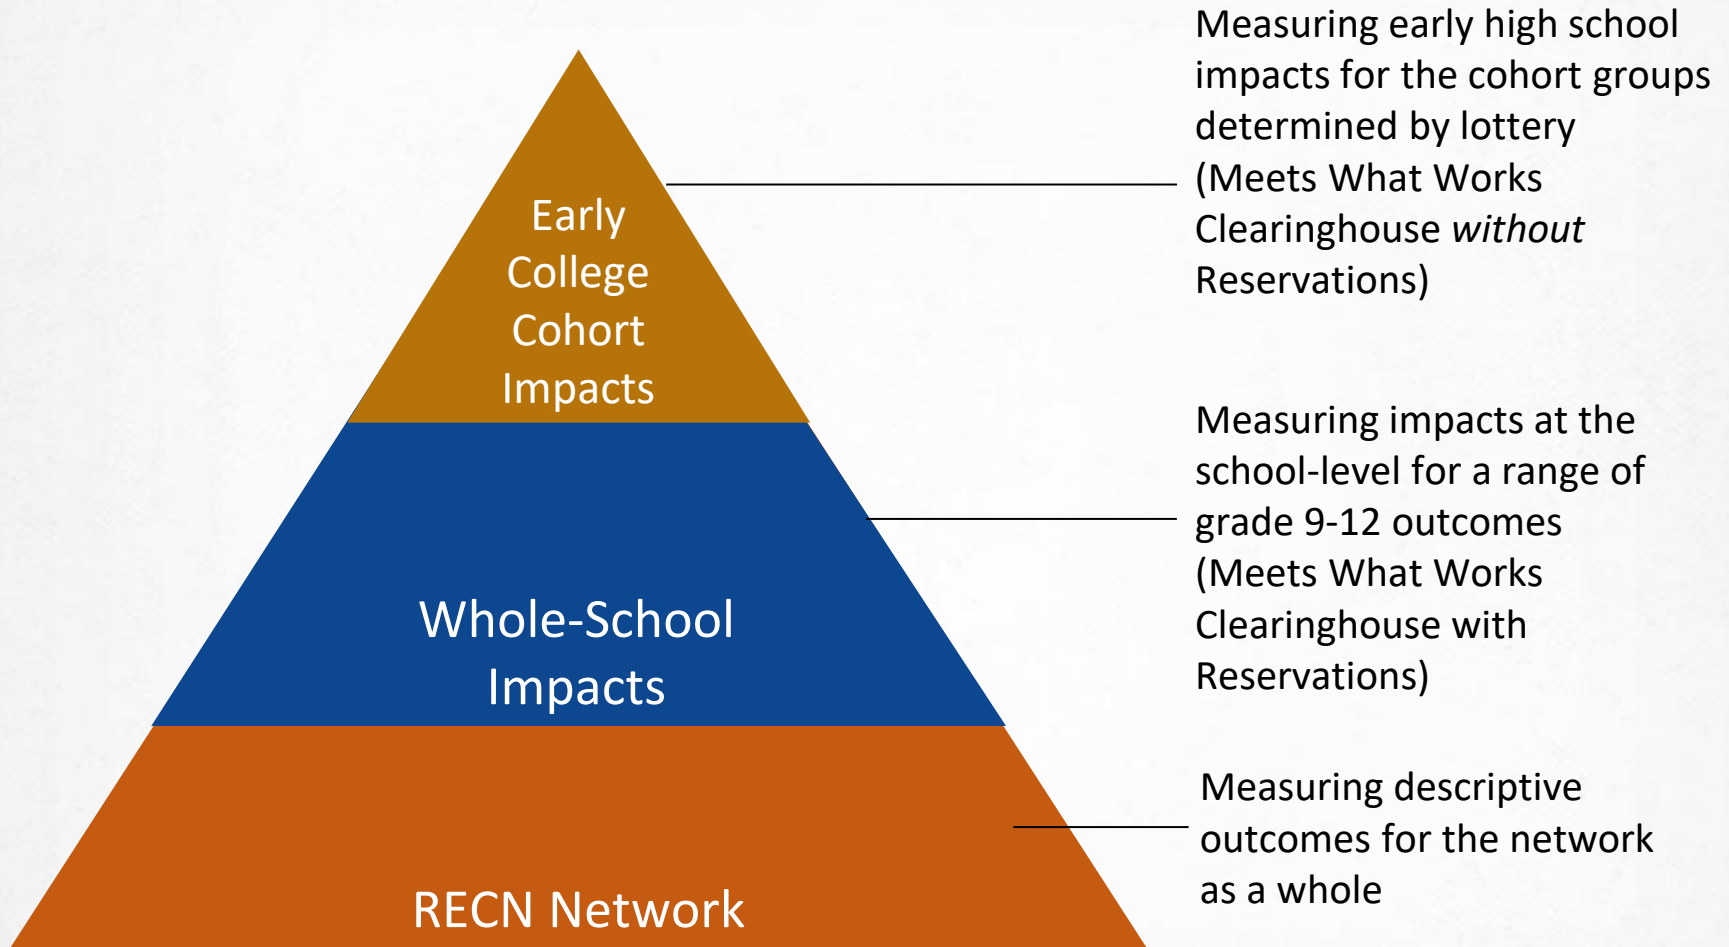 Measuring early high school
impacts for the cohort groups
determined by lottery
(Meets What Works
Clearinghouse without
Reservations)
Early
College
Cohort
Impacts
Measuring impacts at the
school-level for a range of
grade 9-12 outcomes
(Meets What Works
Clearinghouse with
Reservations)
Whole-School
Impacts
Measuring descriptive
outcomes for the network
as a whole
RECN Network